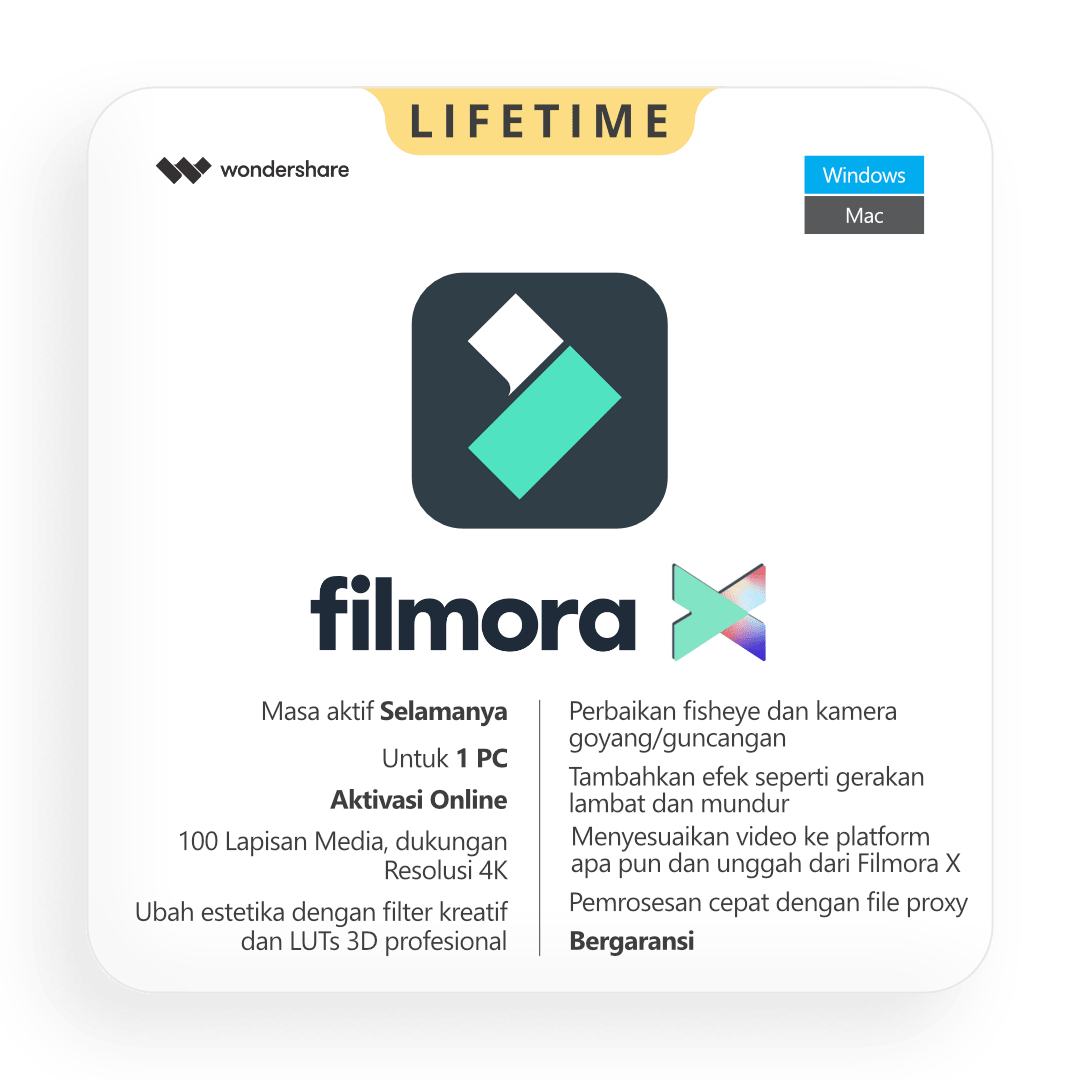 LIFETIME
wondershare
Windows
Mac
filmora X
Masa aktif Selamanya
Untuk 1 PC
Aktivasi Online
100 Lapisan Media, dukungan
Resolusi 4K
Ubah estetika dengan filter kreatif
dan LUTs 3D profesional
Perbaikan fisheye dan kamera
goyang/guncangan
Tambahkan efek seperti gerakan
lambat dan mundur
Menyesuaikan video ke platform
apa pun dan unggah dari Filmora X
Pemrosesan cepat dengan file proxy
Bergaransi